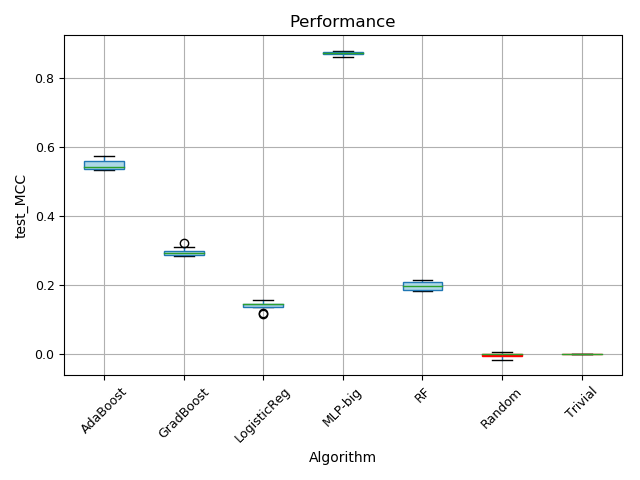 Performance
test_MCC
0.8
0.6
0.4
0.2
0.0
AdaBoost
GradBoost
LogisticReg
MLP-big
RF
Random
Trivial
Algorithm